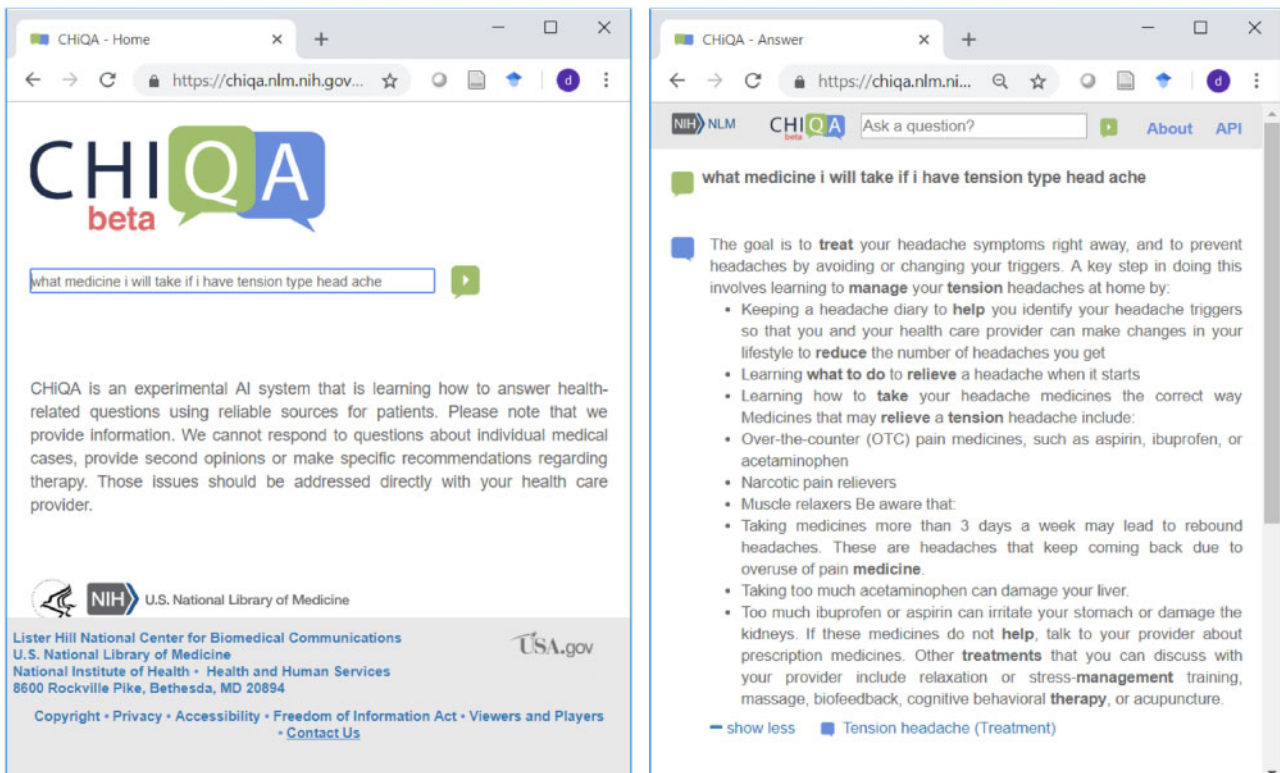 CHiQA - Home
https://chiqa.nlm.nih.gov...
d
CHIQA
beta
what medicine i will take if i have tension type head ache
CHiQA is an experimental AI system that is learning how to answer health-
related questions using reliable sources for patients. Please note that we
provide information. We cannot respond to questions about individual medical
cases, provide second opinions or make specific recommendations regarding
therapy. Those issues should be addressed directly with your health care
provider.
NIH U.S. National Library of Medicine
Lister Hill National Center for Biomedical Communications
U.S. National Library of Medicine
National Institute of Health • Health and Human Services
8600 Rockville Pike, Bethesda, MD 20894
USA.gov
Copyright • Privacy • Accessibility • Freedom of Information Act • Viewers and Players
• Contact Us
CHiQA - Answer
https://chiqa.nlm.ni...
d
NIH NLM
CHIQA
beta
Ask a question?
About API
what medicine i will take if i have tension type head ache
The goal is to treat your headache symptoms right away, and to prevent
headaches by avoiding or changing your triggers. A key step in doing this
involves learning to manage your tension headaches at home by:
• Keeping a headache diary to help you identify your headache triggers
so that you and your health care provider can make changes in your
lifestyle to reduce the number of headaches you get
• Learning what to do to relieve a headache when it starts
• Learning how to take your headache medicines the correct way
Medicines that may relieve a tension headache include:
• Over-the-counter (OTC) pain medicines, such as aspirin, ibuprofen, or
acetaminophen
• Narcotic pain relievers
• Muscle relaxers Be aware that:
• Taking medicines more than 3 days a week may lead to rebound
headaches. These are headaches that keep coming back due to
overuse of pain medicine.
• Taking too much acetaminophen can damage your liver.
• Too much ibuprofen or aspirin can irritate your stomach or damage the
kidneys. If these medicines do not help, talk to your provider about
prescription medicines. Other treatments that you can discuss with
your provider include relaxation or stress-management training,
massage, biofeedback, cognitive behavioral therapy, or acupuncture.
show less Tension headache (Treatment)